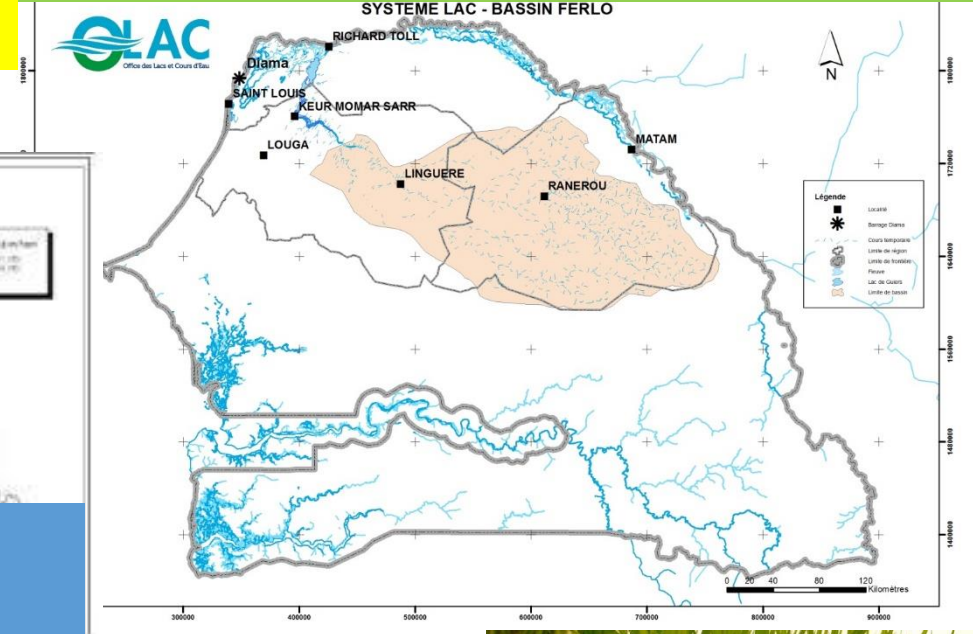 SYSTEME LAC - BASSIN FERLO
OLAC
Office des Lacs et Cours d'Eau
N
RICHARD TOLL
Diama
SAINT LOUIS
KEUR MOMAR SARR
LOUGA
MATAM
LINGUERE
RANEROU
Légende
Localité
Barrage Diama
Cours temporaire
Limite de région
Limite de frontière
Fleuve
Lac de Guiers
Limite de bassin
1800000
1720000
1640000
1560000
1480000
1400000
0 20 40 80 120
Kilomètres
300000 400000 500000 600000 700000 800000 900000